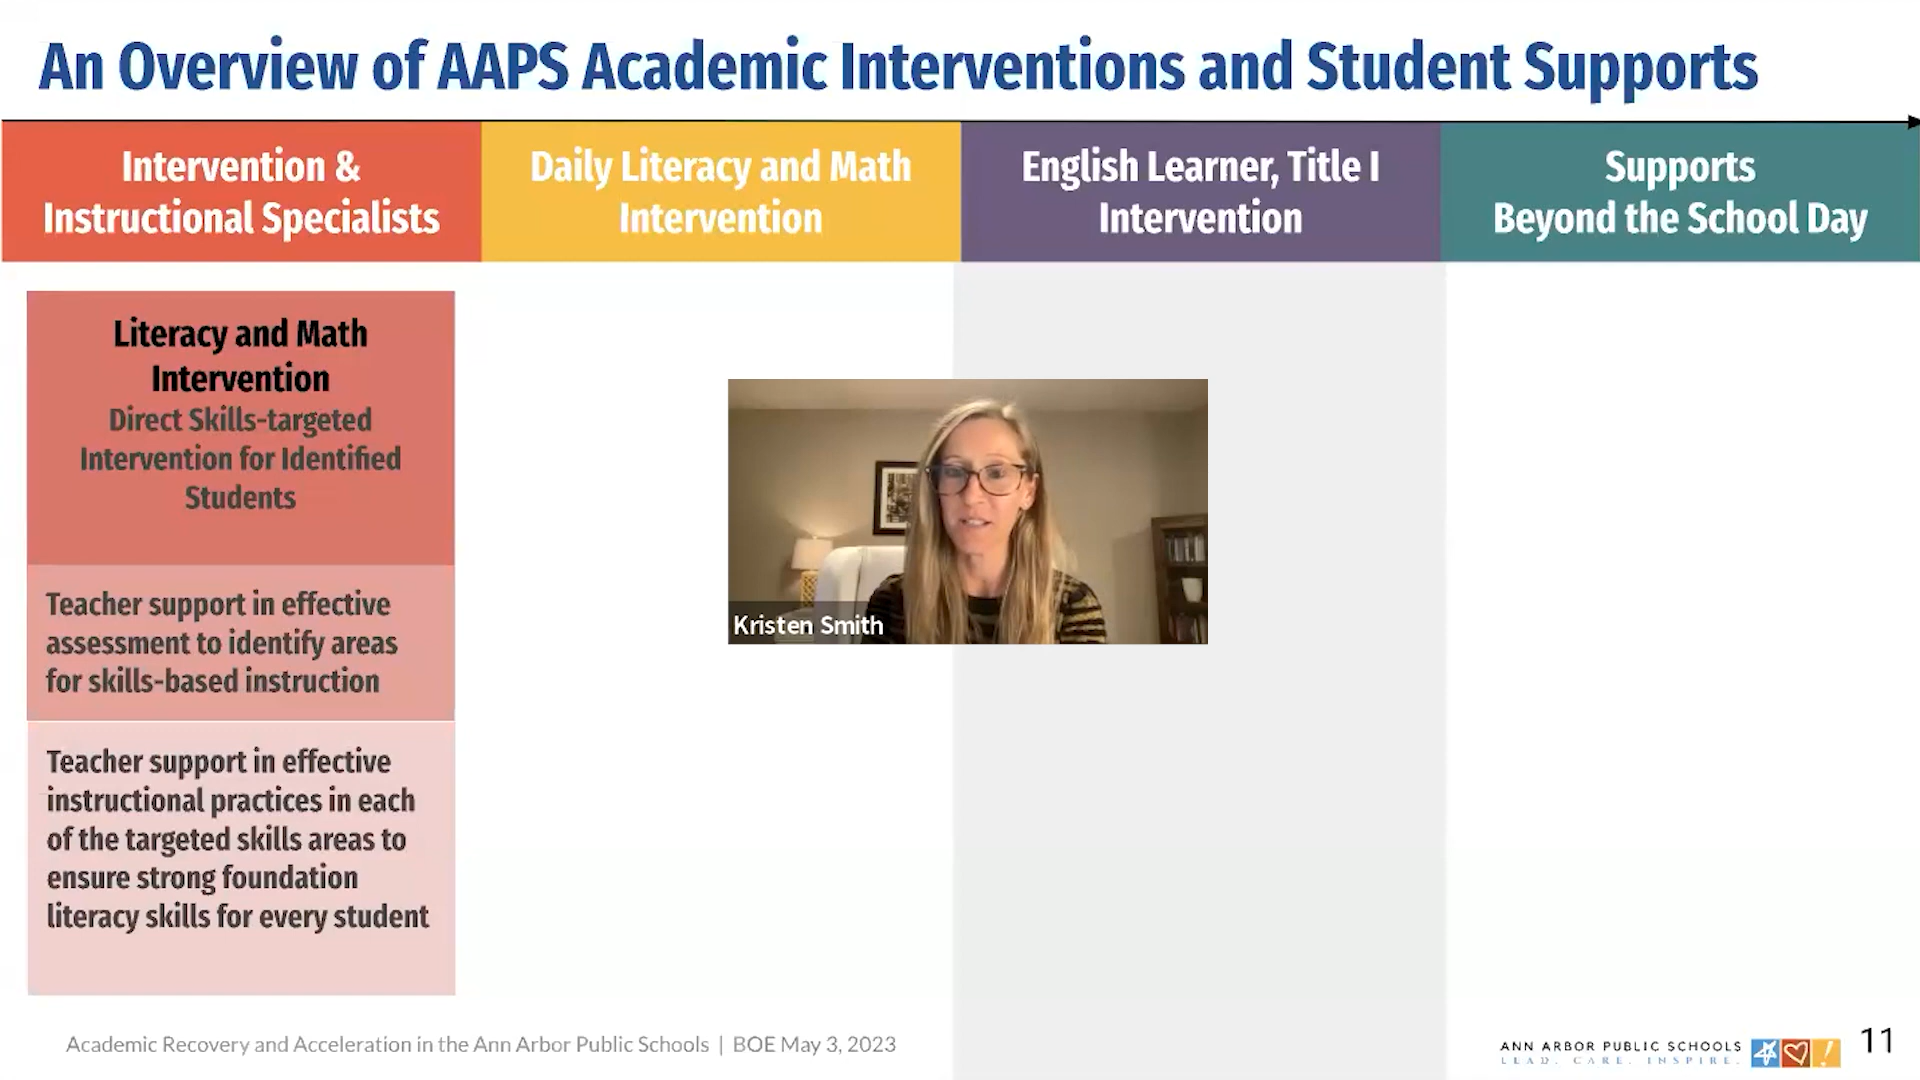 An Overview of AAPS Academic Interventions and Student Supports
Intervention &
Instructional Specialists
Daily Literacy and Math
Intervention
English Learner, Title I
Intervention
Supports
Beyond the School Day
Literacy and Math
Intervention
Direct Skills-targeted
Intervention for Identified
Students
Teacher support in effective
assessment to identify areas
for skills-based instruction
Teacher support in effective
instructional practices in each
of the targeted skills areas to
ensure strong foundation
literacy skills for every student
Kristen Smith
Academic Recovery and Acceleration in the Ann Arbor Public Schools | BOE May 3, 2023
ANN ARBOR PUBLIC SCHOOLS
LEAD. CARE. INSPIRE.
11